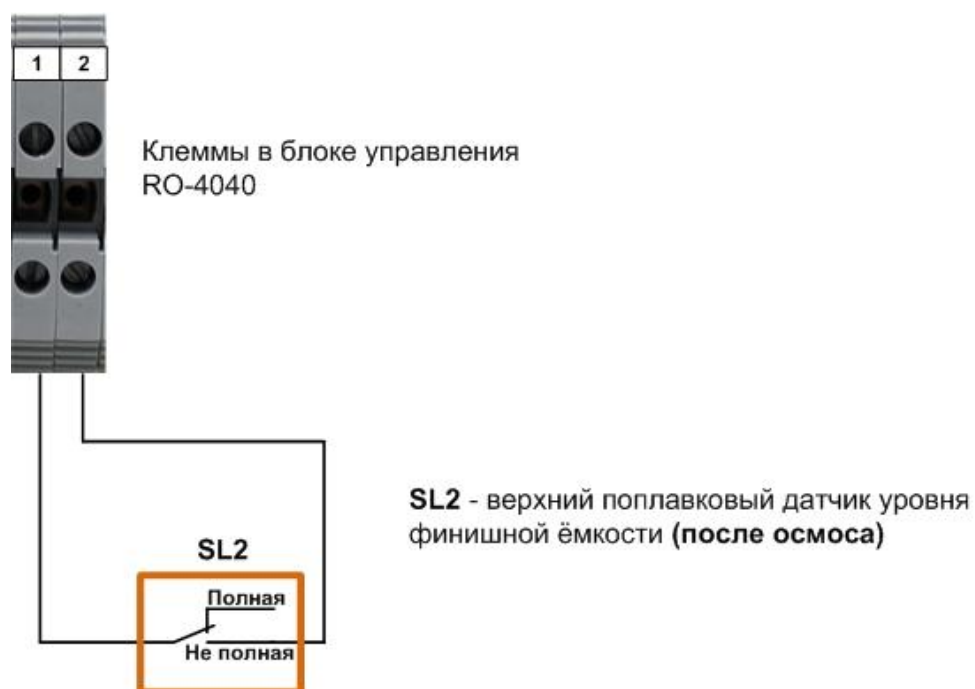 1 2
Клеммы в блоке управления
RO-4040
SL2 - верхний поплавковый датчик уровня
финишной ёмкости (после осмоса)
SL2
Полная
Не полная